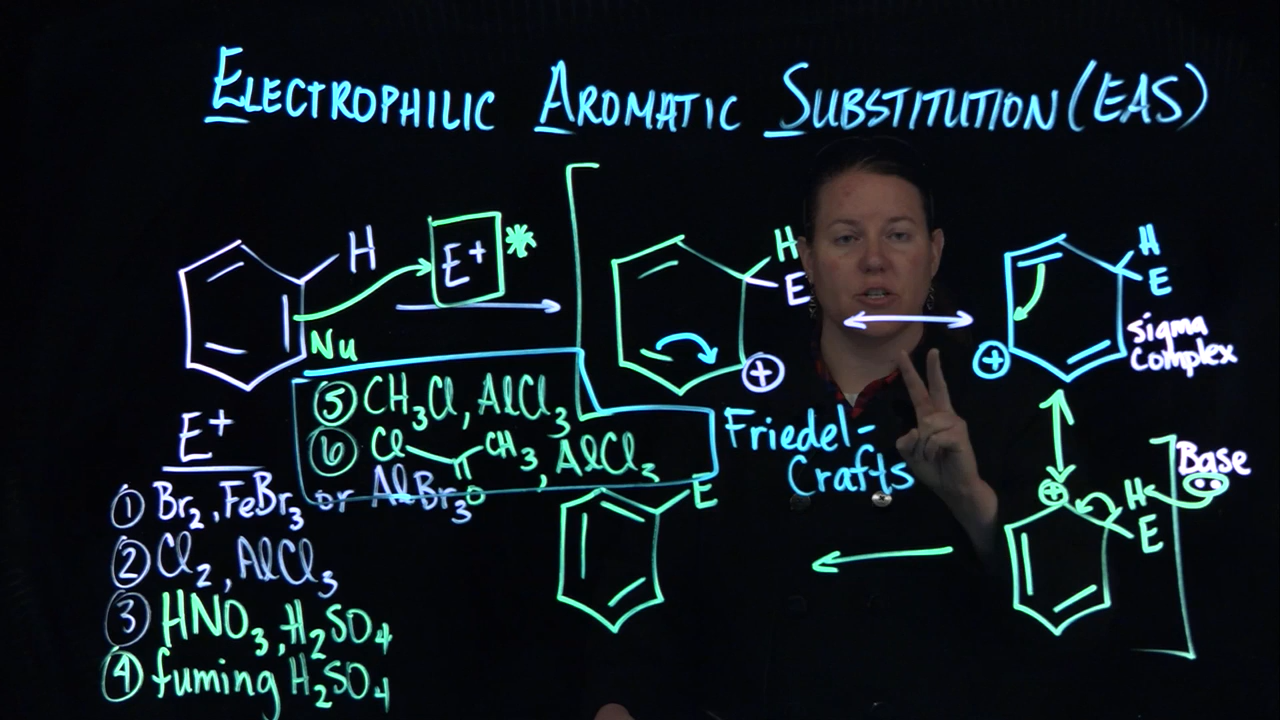 ELECTROPHILIC AROMATIC SUBSTITUTION (EAS)
H
E+ *
Nu
H
E
+
H
E
+
Sigma
Complex
E+
⑤ CH3Cl, AlCl3
⑥ Cl CH3, AlCl3
O
Friedel-
Crafts
① Br2, FeBr3 or AlBr3
② Cl2, AlCl3
③ HNO3, H2SO4
④ fuming H2SO4
E
+
H
E
Base